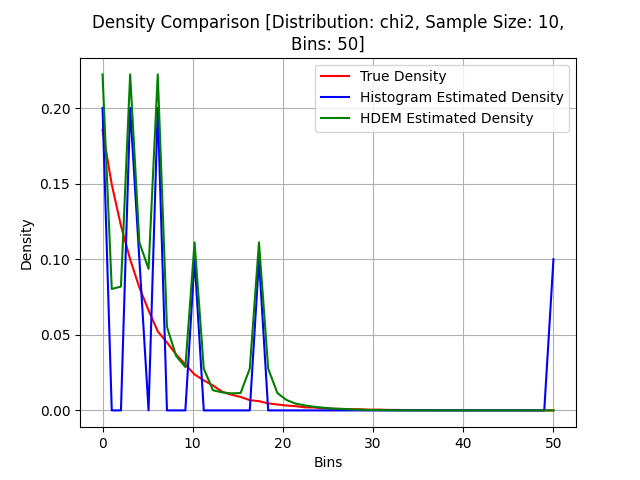 Density Comparison [Distribution: chi2, Sample Size: 10,
Bins: 50]
True Density
Histogram Estimated Density
HDEM Estimated Density
Density
0.20
0.15
0.10
0.05
0.00
0 10 20 30 40 50
Bins